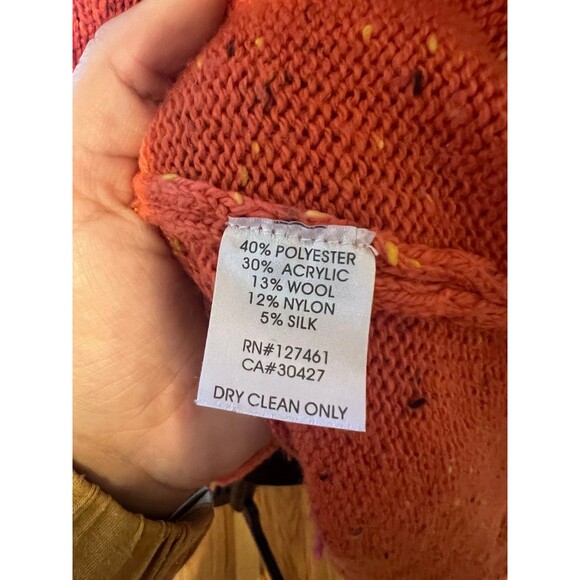 40% POLYESTER
30% ACRYLIC
13% WOOL
12% NYLON
5% SILK
RN#127461
CA#30427
DRY CLEAN ONLY